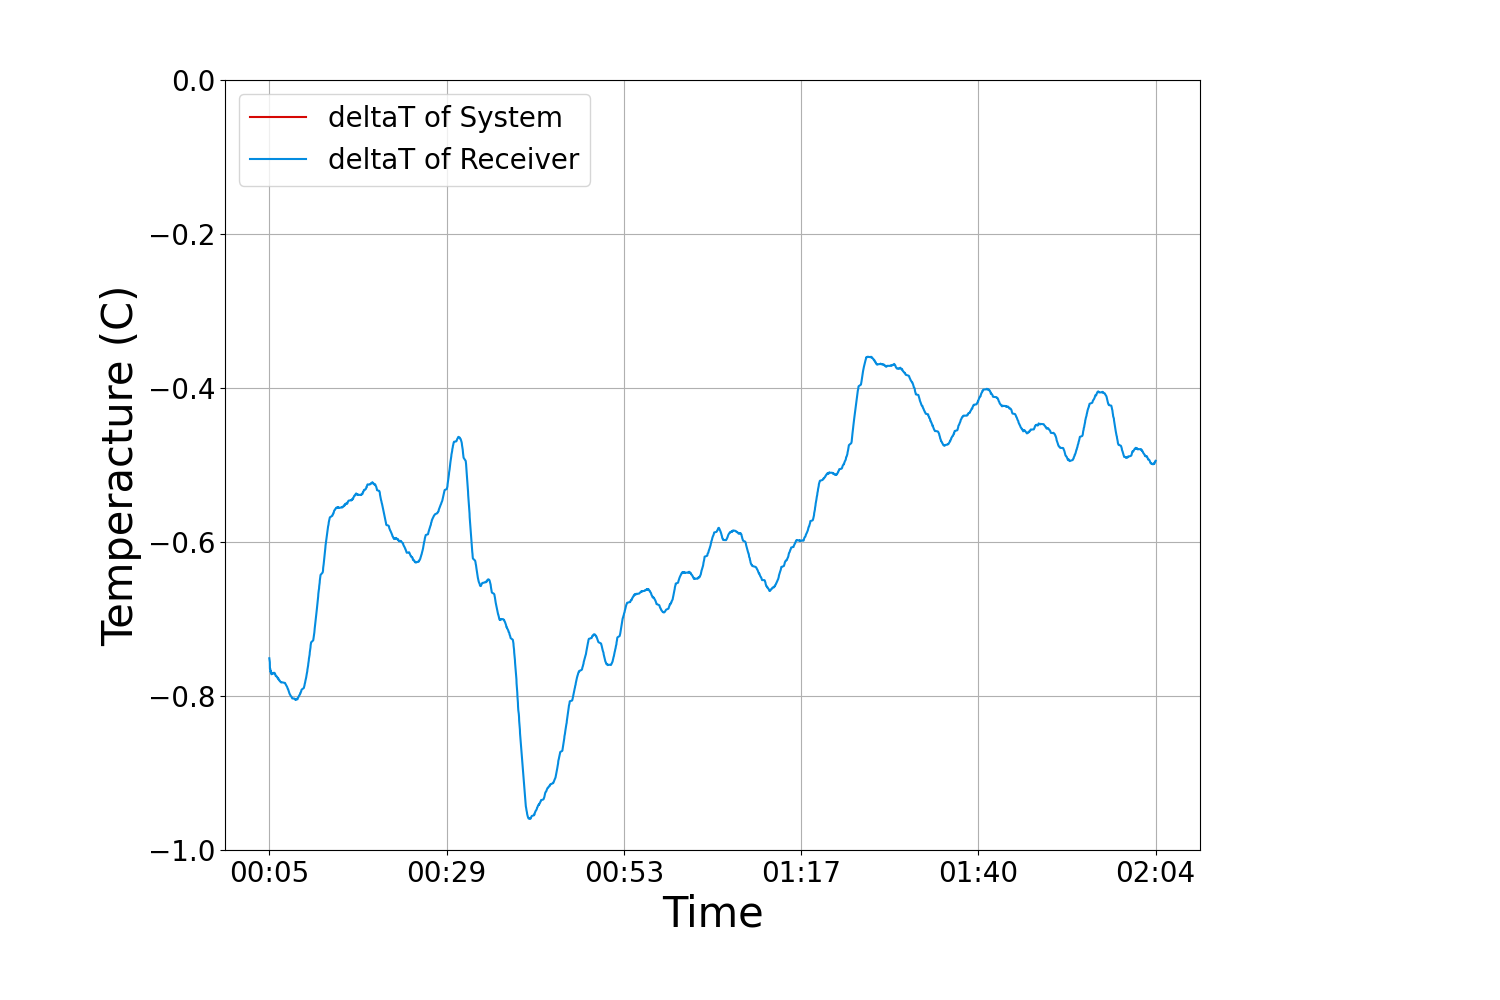 deltaT of System
deltaT of Receiver
0.0
−0.2
−0.4
−0.6
−0.8
−1.0
Temperacture (C)
00:05 00:29 00:53 01:17 01:40 02:04
Time